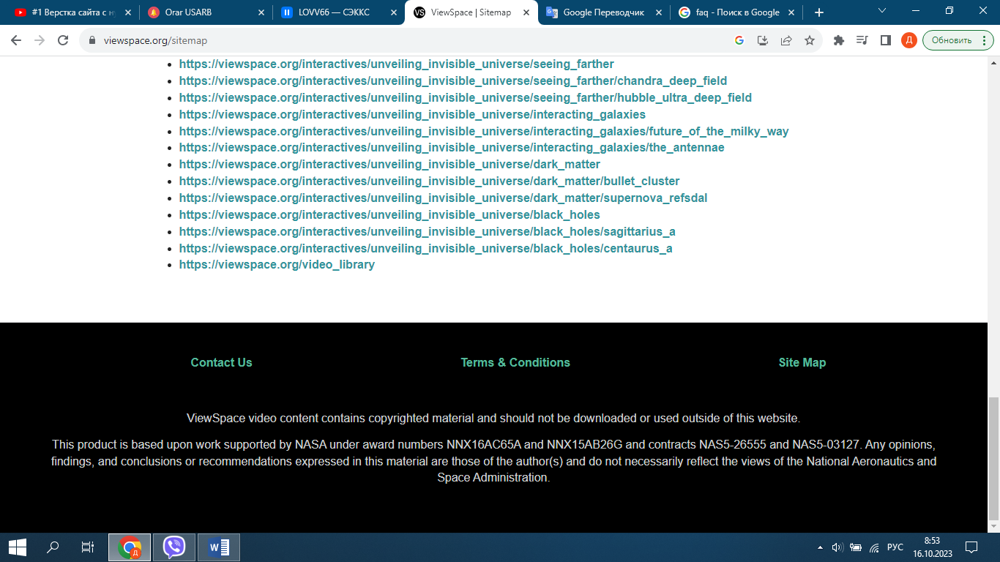 #1 Верстка сайта с н
Orar USARB
LOVV66 — СЭККС
VS
ViewSpace | Sitemap
Google Переводчик
faq - Поиск в Google
viewspace.org/sitemap
Д
Обновить
https://viewspace.org/interactives/unveiling_invisible_universe/seeing_farther
https://viewspace.org/interactives/unveiling_invisible_universe/seeing_farther/chandra_deep_field
https://viewspace.org/interactives/unveiling_invisible_universe/seeing_farther/hubble_ultra_deep_field
https://viewspace.org/interactives/unveiling_invisible_universe/interacting_galaxies
https://viewspace.org/interactives/unveiling_invisible_universe/interacting_galaxies/future_of_the_milky_way
https://viewspace.org/interactives/unveiling_invisible_universe/interacting_galaxies/the_antennae
https://viewspace.org/interactives/unveiling_invisible_universe/dark_matter
https://viewspace.org/interactives/unveiling_invisible_universe/dark_matter/bullet_cluster
https://viewspace.org/interactives/unveiling_invisible_universe/dark_matter/supernova_refsdal
https://viewspace.org/interactives/unveiling_invisible_universe/black_holes
https://viewspace.org/interactives/unveiling_invisible_universe/black_holes/sagittarius_a
https://viewspace.org/interactives/unveiling_invisible_universe/black_holes/centaurus_a
https://viewspace.org/video_library
Contact Us
Terms & Conditions
Site Map
ViewSpace video content contains copyrighted material and should not be downloaded or used outside of this website.
This product is based upon work supported by NASA under award numbers NNX16AC65A and NNX15AB26G and contracts NAS5-26555 and NAS5-03127. Any opinions,
findings, and conclusions or recommendations expressed in this material are those of the author(s) and do not necessarily reflect the views of the National Aeronautics and
Space Administration.
Д
W
РУС
8:53
16.10.2023